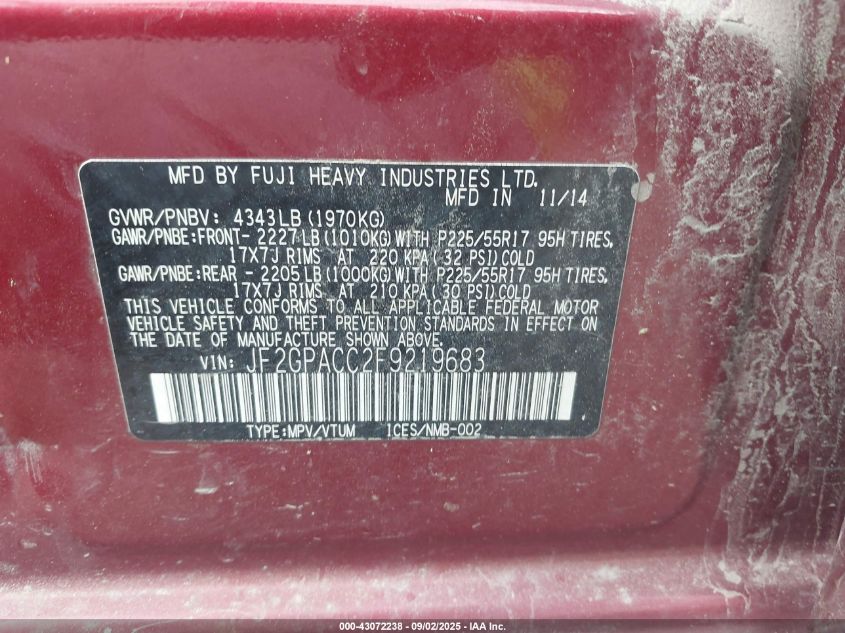 MFD BY FUJI HEAVY INDUSTRIES LTD.
MFD IN 11/14
GVWR/PNBV: 4343LB(1970KG)
GAWR/PNBE:FRONT- 2227LB(1010KG)WITH P225/55R17 95H TIRES,
17X7J RIMS AT 220 KPA(32 PSI)COLD
GAWR/PNBE:REAR - 2205LB(1000KG)WITH P225/55R17 95H TIRES,
17X7J RIMS AT 210 KPA(30 PSI)COLD
THIS VEHICLE CONFORMS TO ALL APPLICABLE FEDERAL MOTOR
VEHICLE SAFETY AND THEFT PREVENTION STANDARDS IN EFFECT ON
THE DATE OF MANUFACTURE SHOWN ABOVE.
VIN: JF2GPACC2F9219683
TYPE:MPV/VTUM ICES/NMB-002
000-43072238 - 09/02/2025 - IAA Inc.